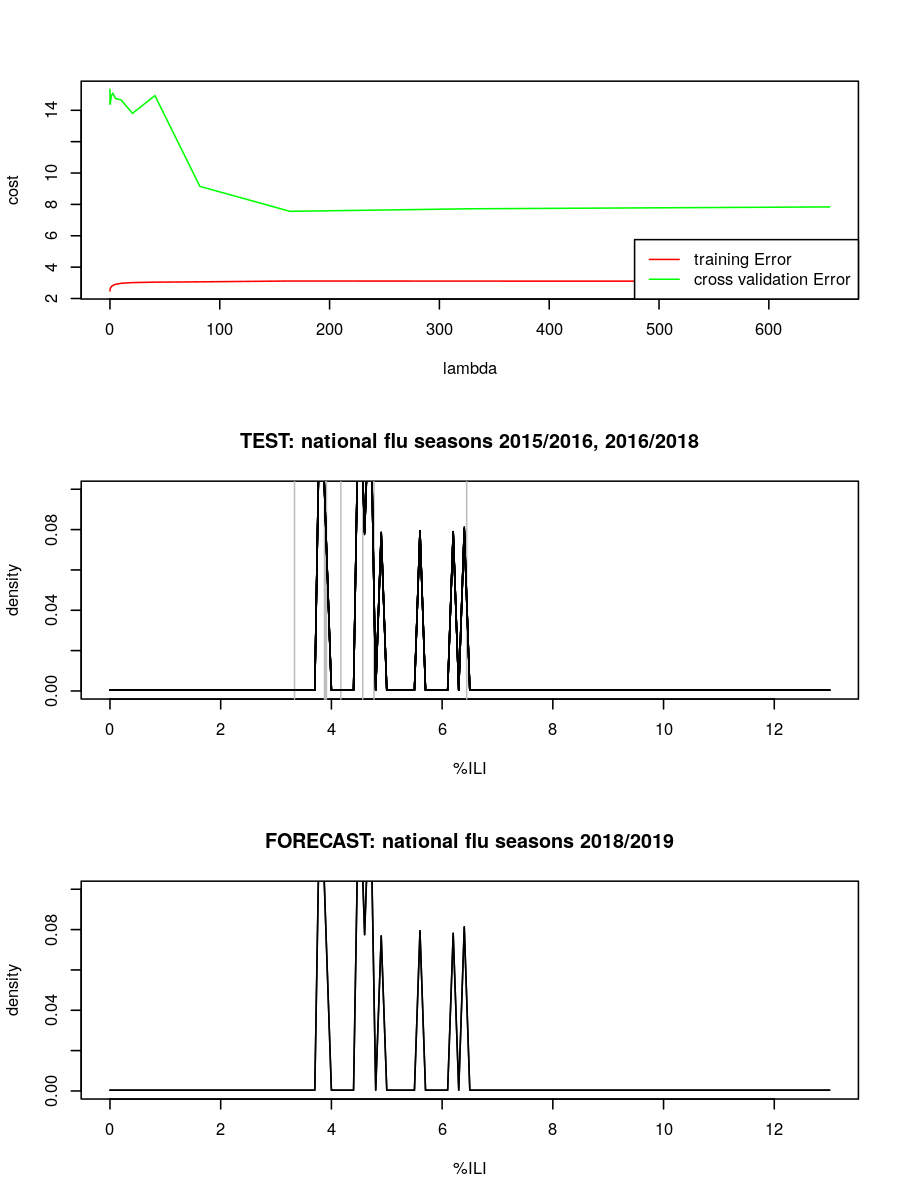 14
10
8
6
4
2
cost
training Error
cross validation Error
0 100 200 300 400 500 600
lambda
TEST: national flu seasons 2015/2016, 2016/2018
0.08
0.04
0.00
density
0 2 4 6 8 10 12
%ILI
FORECAST: national flu seasons 2018/2019
0.08
0.04
0.00
density
0 2 4 6 8 10 12
%ILI